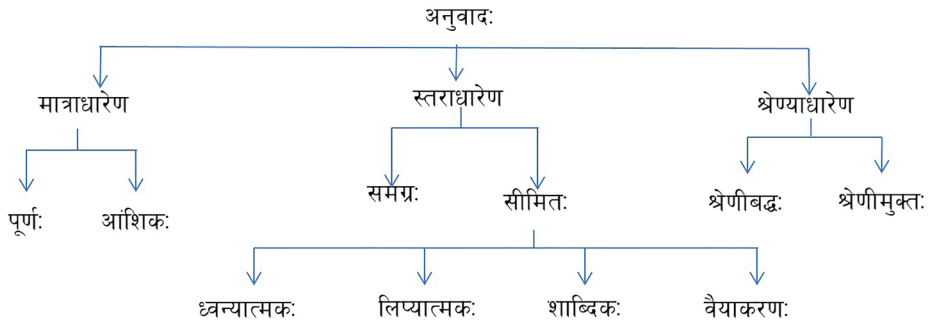 अनुवादः
मात्राधारेण स्तराधारेण श्रेण्याधारेण
समग्रः सीमितः श्रेणीबद्धः श्रेणीमुक्तः
पूर्णः आंशिकः
ध्वन्यात्मकः लिप्यात्मकः शाब्दिकः वैयाकरणः